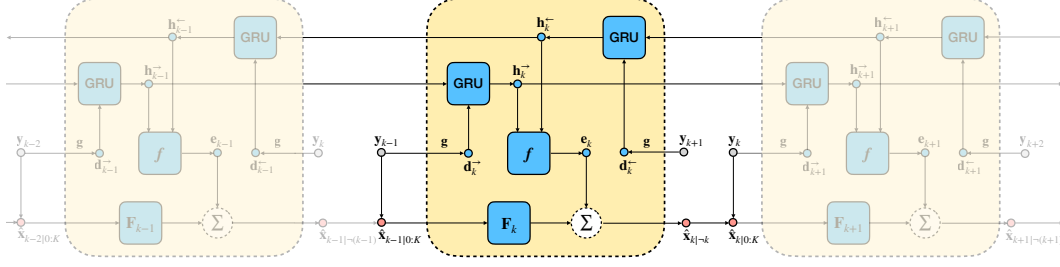 h←k−1 GRU h←k GRU h←k+1 GRU
GRU h→k−1 GRU h→k GRU h→k+1
yk−2 g d→k−1 f ek−1 d←k−1 g yk yk−1 g d→k f ek d←k g yk+1 yk g d→k+1 f ek+1 d←k+1 g yk+2
Fk−1 Σ Fk Σ Fk+1 Σ
x̂k−2|0:K x̂k−1|¬(k−1) x̂k−1|0:K x̂k|¬k x̂k|0:K x̂k+1|¬(k+1